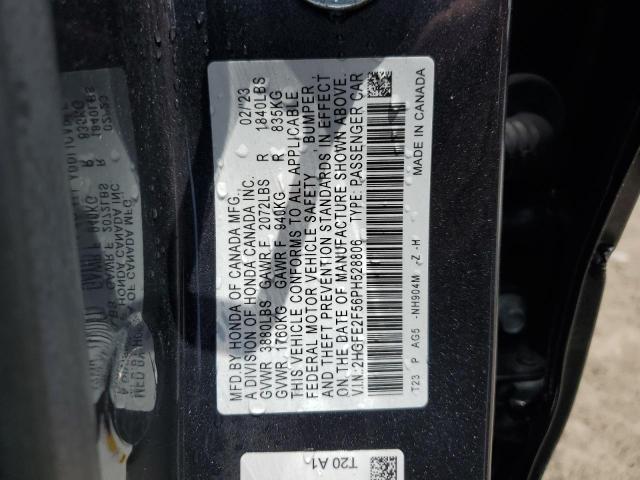 MFD BY HONDA OF CANADA MFG. 02/'23
A DIVISION OF HONDA CANADA INC.
GVWR 3880LBS GAWR F 2072LBS R 1840LBS
GVWR 1760KG GAWR F 940KG R 835KG
THIS VEHICLE CONFORMS TO ALL APPLICABLE
FEDERAL MOTOR VEHICLE SAFETY BUMPER,
AND THEFT PREVENTION STANDARDS IN EFFECT
ON THE DATE OF MANUFACTURE SHOWN ABOVE.
V.I.N: 2HGFE2F56PH528806 TYPE: PASSENGER CAR
T23 P AG5 -NH904M Z -H MADE IN CANADA
T20 A1